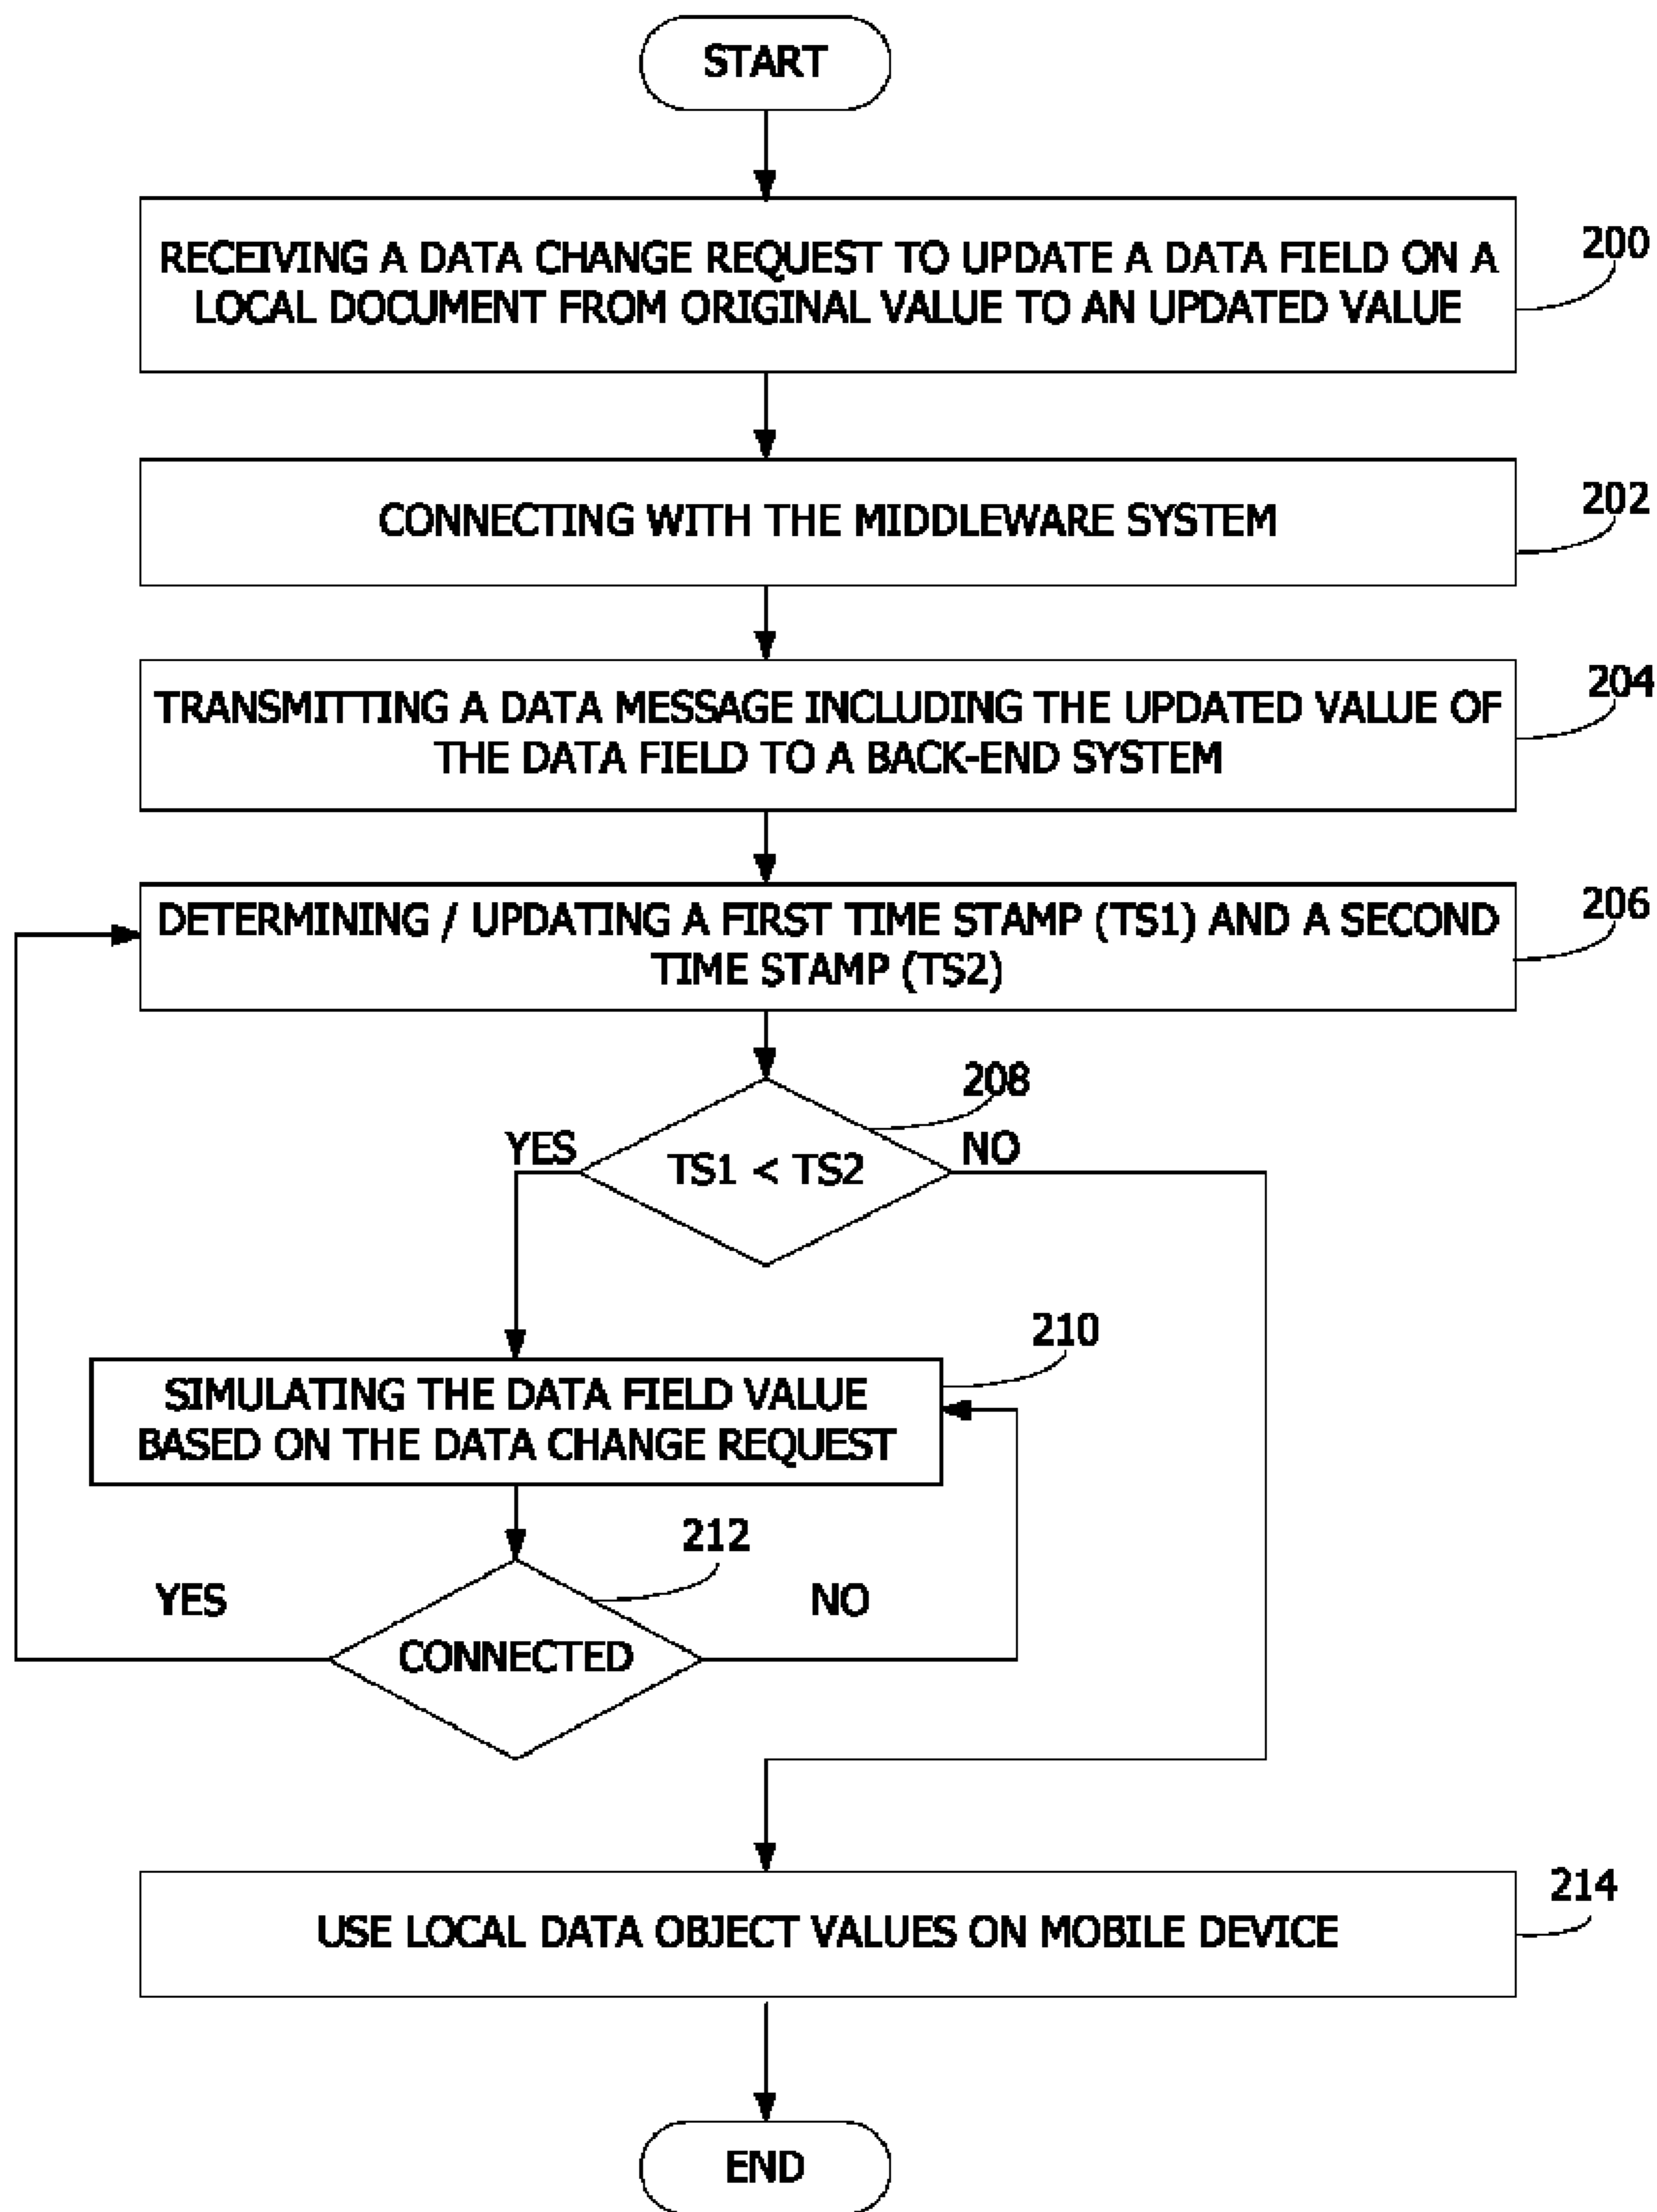 START
RECEIVING A DATA CHANGE REQUEST TO UPDATE A DATA FIELD ON A
LOCAL DOCUMENT FROM ORIGINAL VALUE TO AN UPDATED VALUE
200
CONNECTING WITH THE MIDDLEWARE SYSTEM
202
TRANSMITTING A DATA MESSAGE INCLUDING THE UPDATED VALUE OF
THE DATA FIELD TO A BACK-END SYSTEM
204
DETERMINING / UPDATING A FIRST TIME STAMP (TS1) AND A SECOND
TIME STAMP (TS2)
206
208
YES
TS1 < TS2
NO
210
SIMULATING THE DATA FIELD VALUE
BASED ON THE DATA CHANGE REQUEST
212
YES
NO
CONNECTED
214
USE LOCAL DATA OBJECT VALUES ON MOBILE DEVICE
END